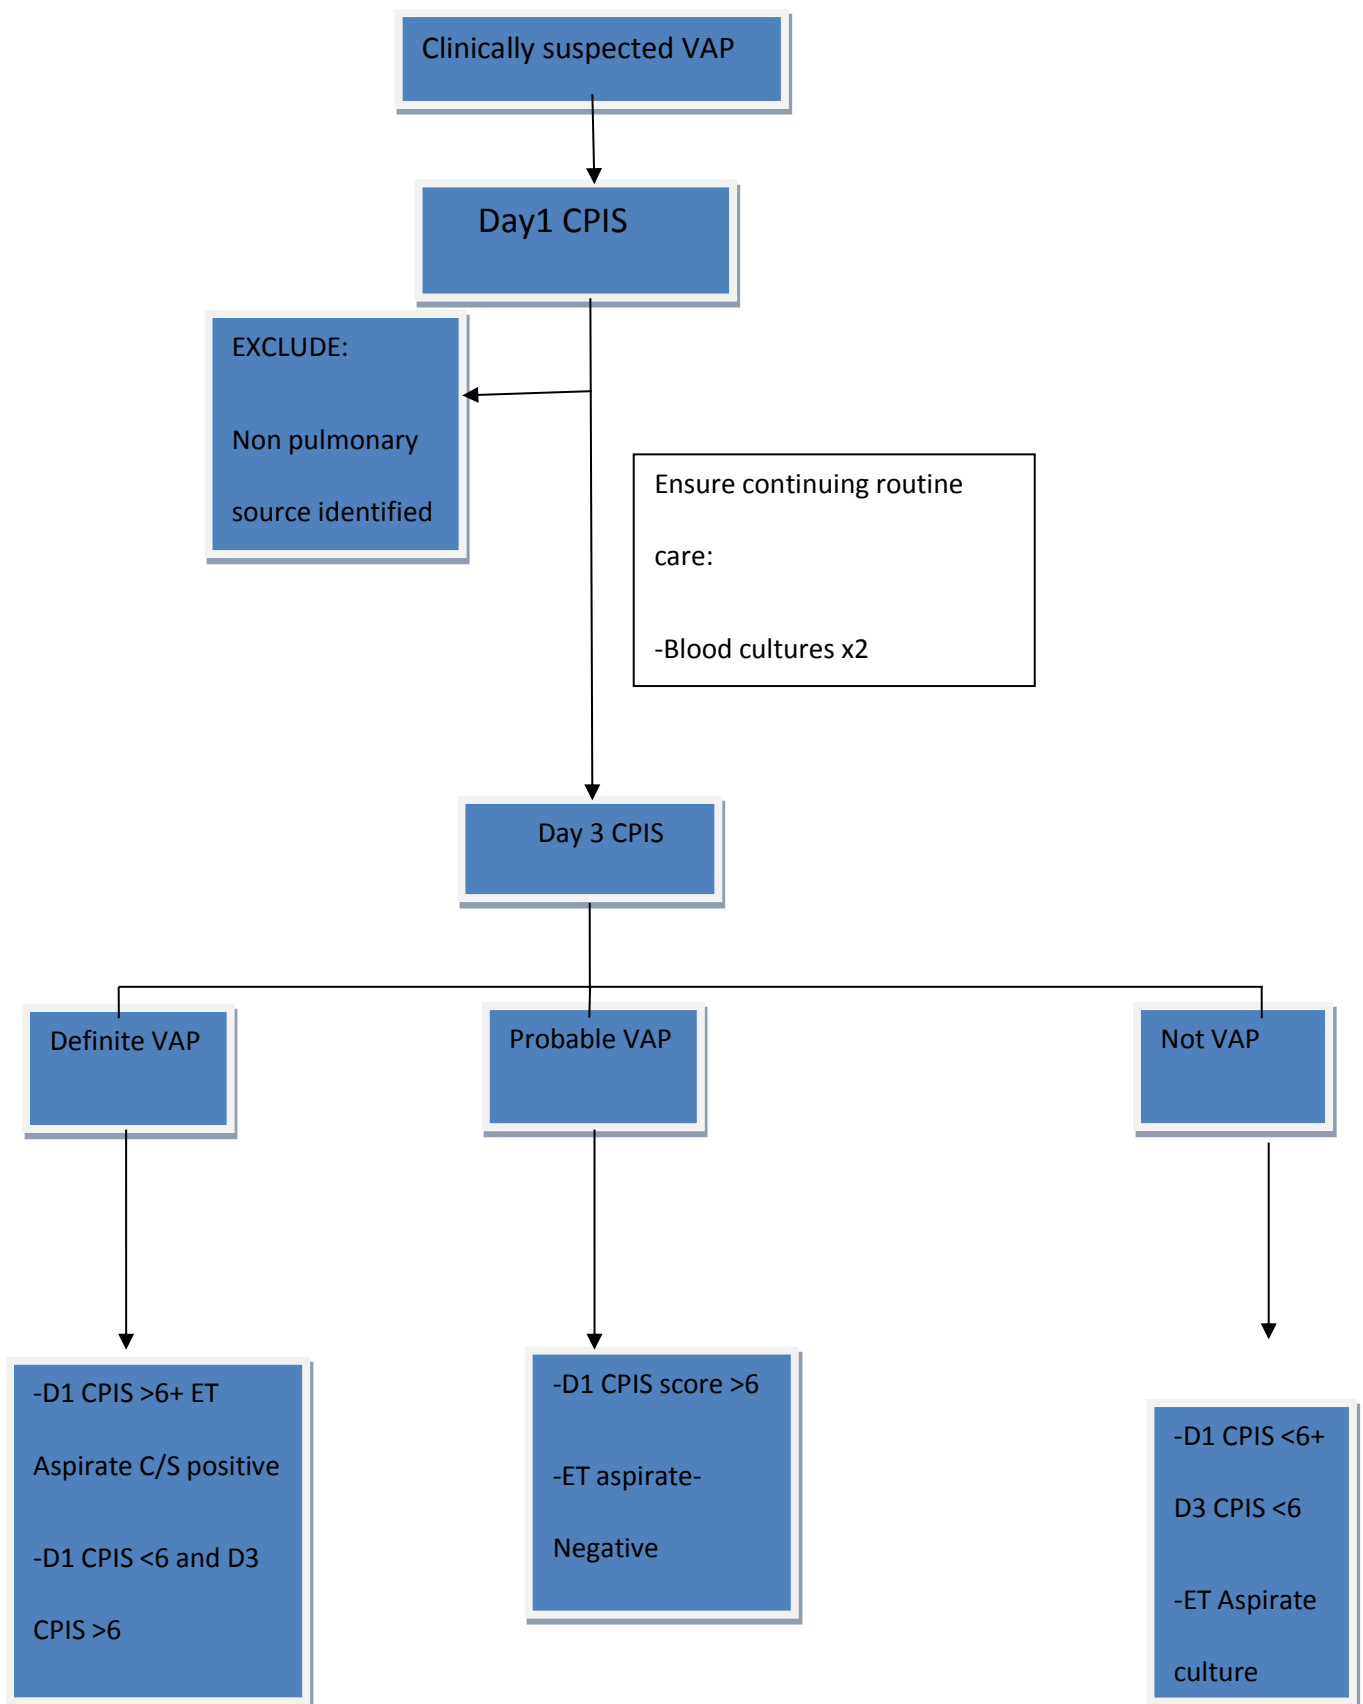 Clinically suspected VAP
Day1 CPIS
EXCLUDE:
Non pulmonary
source identified
Ensure continuing routine
care:
-Blood cultures x2
Day 3 CPIS
Definite VAP
Probable VAP
Not VAP
-D1 CPIS >6+ ET
Aspirate C/S positive
-D1 CPIS <6 and D3
CPIS >6
-D1 CPIS score >6
-ET aspirate-
Negative
-D1 CPIS <6+
D3 CPIS <6
-ET Aspirate
culture